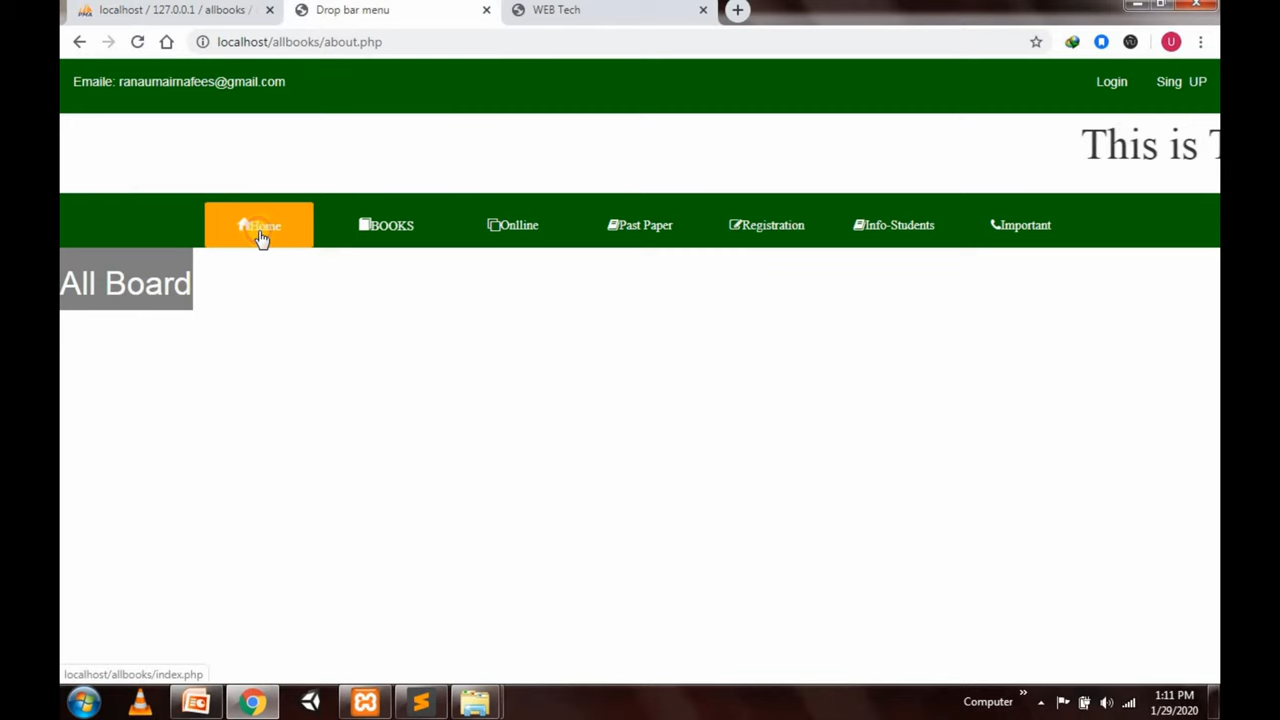 localhost / 127.0.0.1 / allbooks /
Drop bar menu
WEB Tech
localhost/allbooks/about.php
U
Emaile: ranaumairnafees@gmail.com
Login
Sing UP
This is T
Home
BOOKS
Onlline
Past Paper
Registration
Info-Students
Important
All Board
localhost/allbooks/index.php
Computer
1:11 PM
1/29/2020